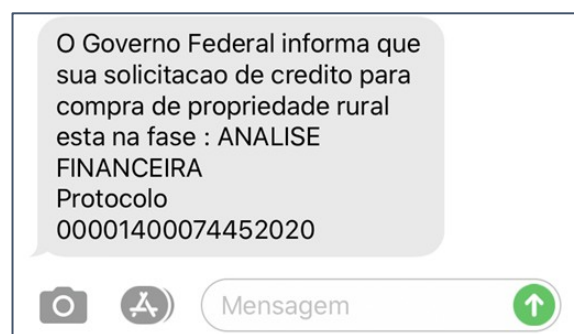 O Governo Federal informa que
sua solicitacao de credito para
compra de propriedade rural
esta na fase : ANALISE
FINANCEIRA
Protocolo
00001400074452020
Mensagem